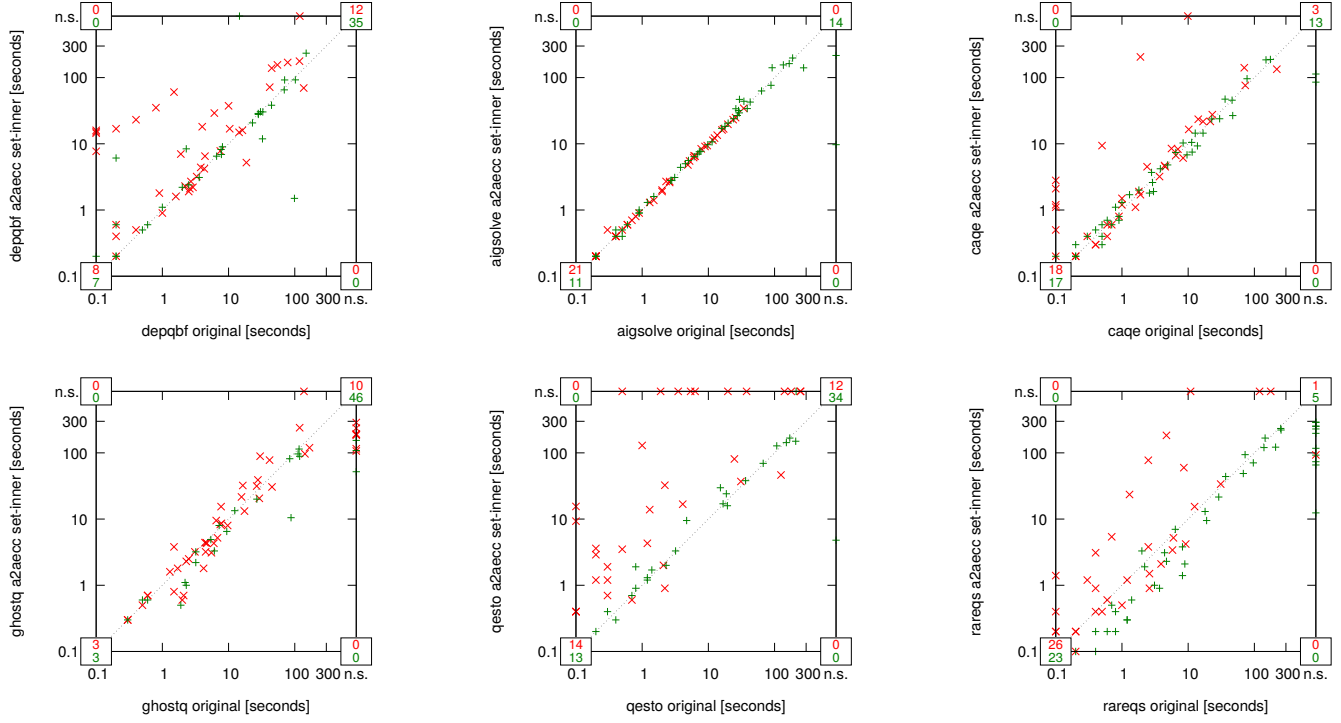 0 12 0 0 3
n.s. 0 35 n.s. 0 14 n.s. 0 13
300 300 300
100 100 100
10 10 10
1 1 1
0.1 8 0 0.1 21 0 0.1 18 0
7 0 11 0 17 0
0.1 1 10 100 300 n.s. 0.1 1 10 100 300 n.s. 0.1 1 10 100 300 n.s.
depqbf a2aecc set-inner [seconds]
aigsolve a2aecc set-inner [seconds]
caqe a2aecc set-inner [seconds]
depqbf original [seconds] aigsolve original [seconds] caqe original [seconds]
0 10 0 12 0 1
n.s. 0 46 n.s. 0 34 n.s. 0 5
300 300 300
100 100 100
10 10 10
1 1 1
0.1 3 0 0.1 14 0 0.1 26 0
3 0 13 0 23 0
0.1 1 10 100 300 n.s. 0.1 1 10 100 300 n.s. 0.1 1 10 100 300 n.s.
ghostq a2aecc set-inner [seconds]
qesto a2aecc set-inner [seconds]
rareqs a2aecc set-inner [seconds]
ghostq original [seconds] qesto original [seconds] rareqs original [seconds]